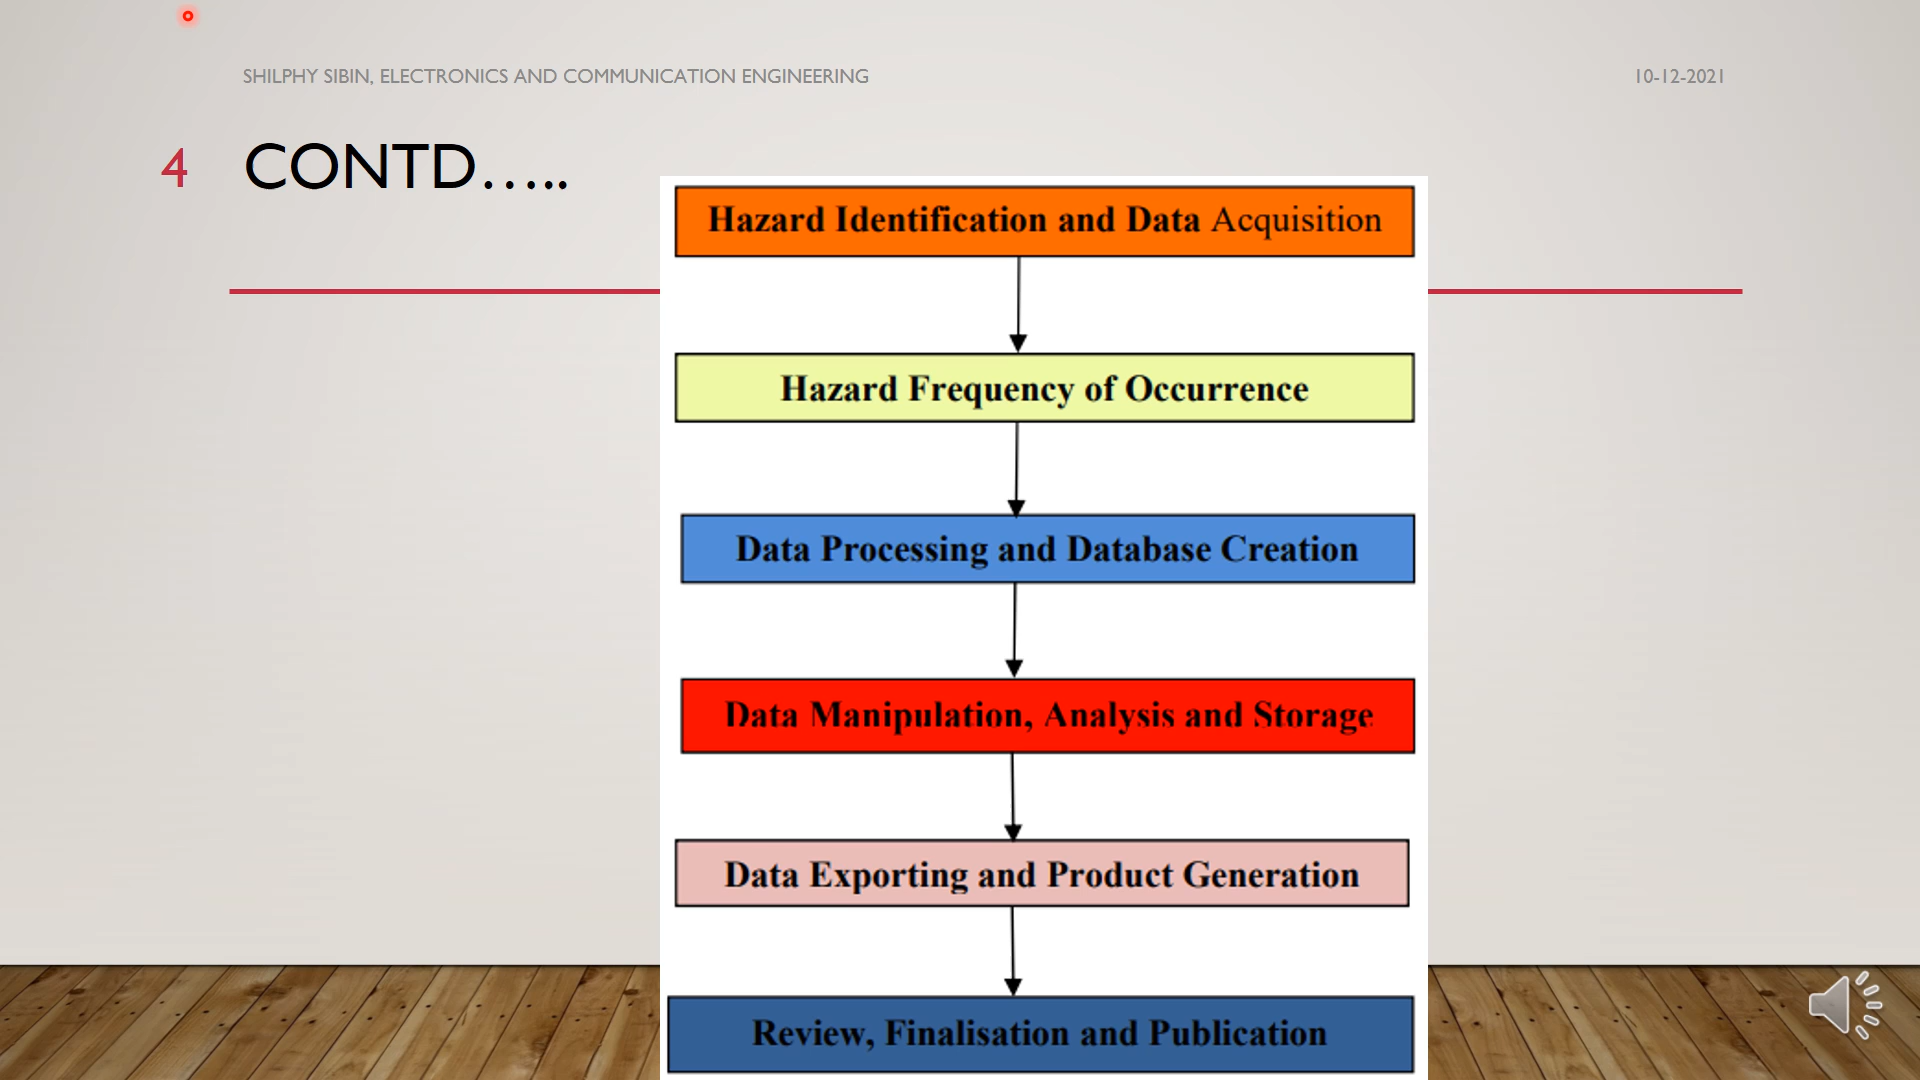 SHILPHY SIBIN, ELECTRONICS AND COMMUNICATION ENGINEERING
10-12-2021
4
CONTD.....
Hazard Identification and Data Acquisition
Hazard Frequency of Occurrence
Data Processing and Database Creation
Data Manipulation, Analysis and Storage
Data Exporting and Product Generation
Review, Finalisation and Publication